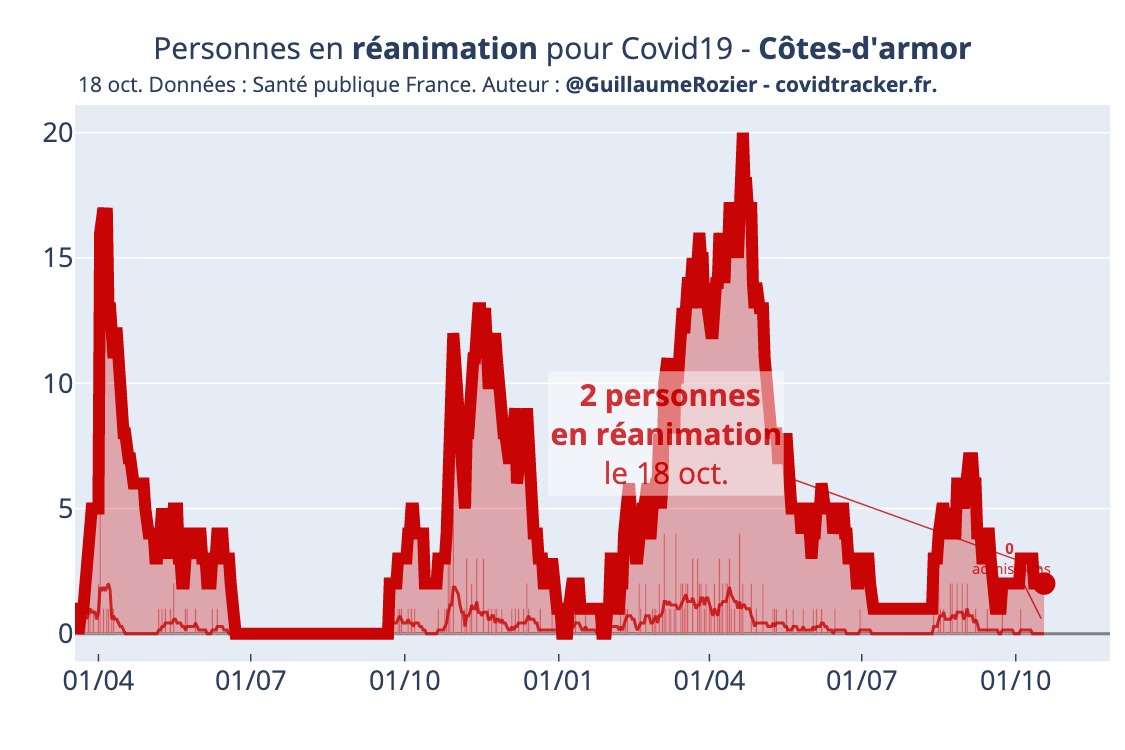 Personnes en réanimation pour Covid19 - Côtes-d'armor
18 oct. Données : Santé publique France. Auteur : @GuillaumeRozier - covidtracker.fr.
20
15
10
5
0
2 personnes
en réanimation
le 18 oct.
0
admissions
01/04
01/07
01/10
01/01
01/04
01/07
01/10